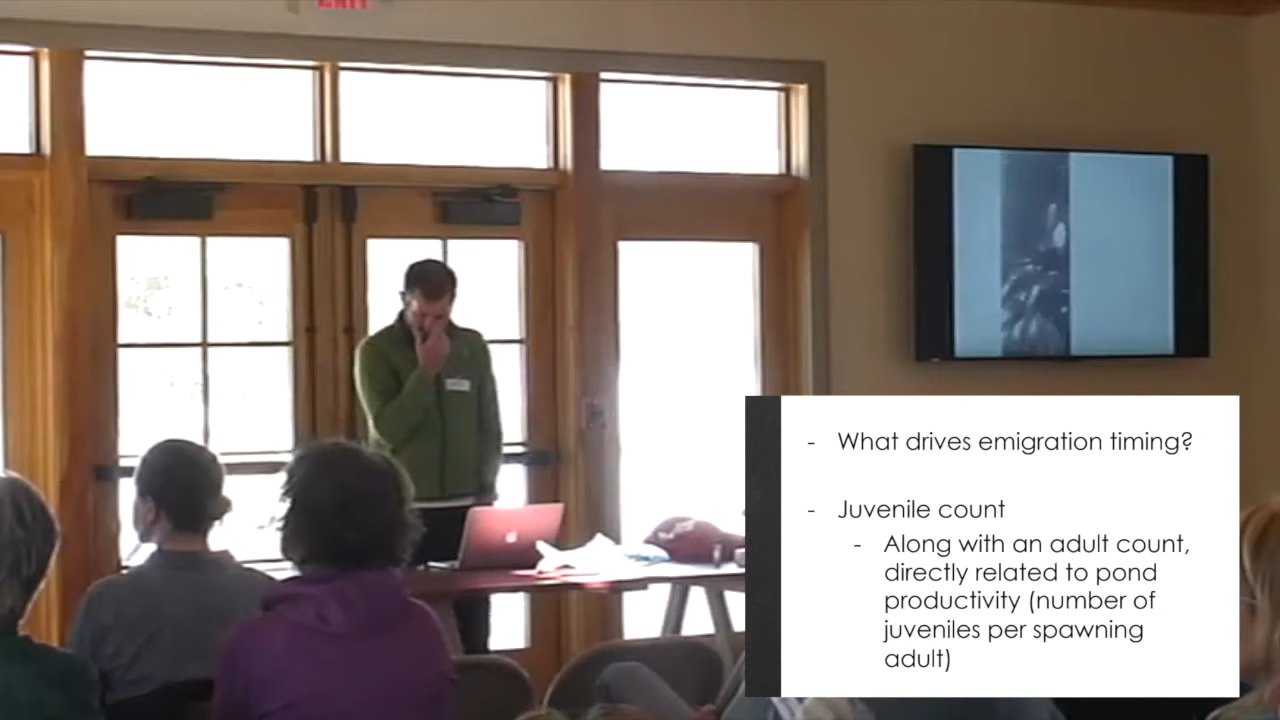 EXIT
- What drives emigration timing?
- Juvenile count
- Along with an adult count,
directly related to pond
productivity (number of
juveniles per spawning
adult)